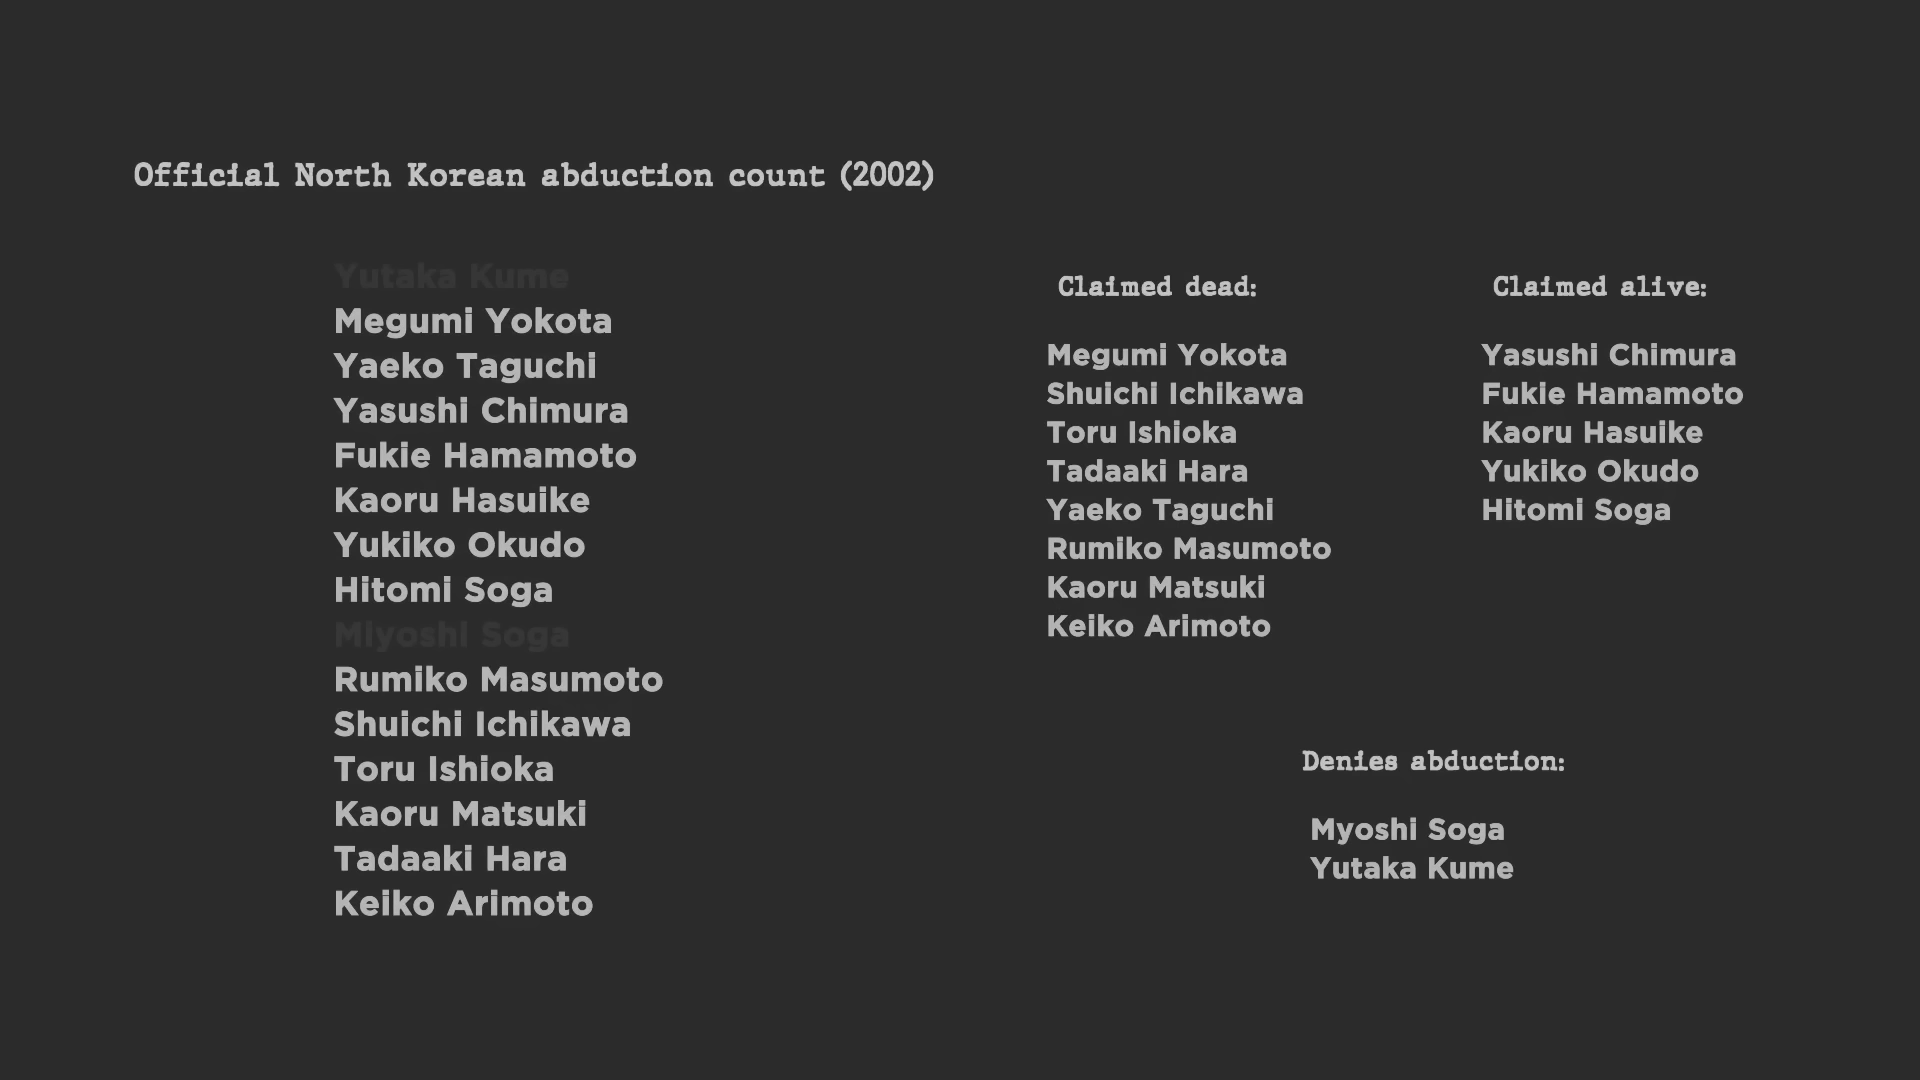 Official North Korean abduction count (2002)
Yutaka Kume
Megumi Yokota
Yaeko Taguchi
Yasushi Chimura
Fukie Hamamoto
Kaoru Hasuike
Yukiko Okudo
Hitomi Soga
Miyoshi Soga
Rumiko Masumoto
Shuichi Ichikawa
Toru Ishioka
Kaoru Matsuki
Tadaaki Hara
Keiko Arimoto
Claimed dead:
Megumi Yokota
Shuichi Ichikawa
Toru Ishioka
Tadaaki Hara
Yaeko Taguchi
Rumiko Masumoto
Kaoru Matsuki
Keiko Arimoto
Claimed alive:
Yasushi Chimura
Fukie Hamamoto
Kaoru Hasuike
Yukiko Okudo
Hitomi Soga
Denies abduction:
Myoshi Soga
Yutaka Kume